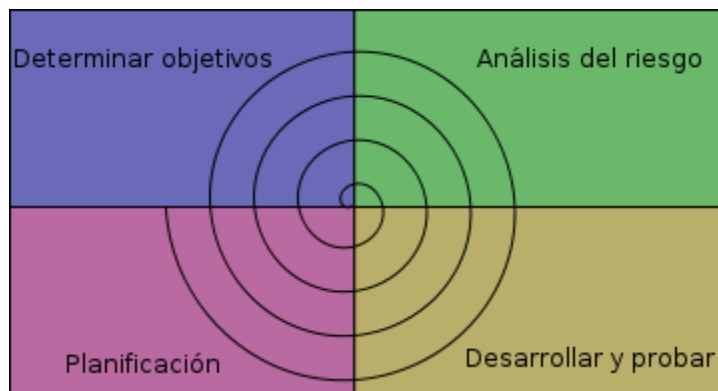 Determinar objetivos
Análisis del riesgo
Planificación
Desarrollar y probar